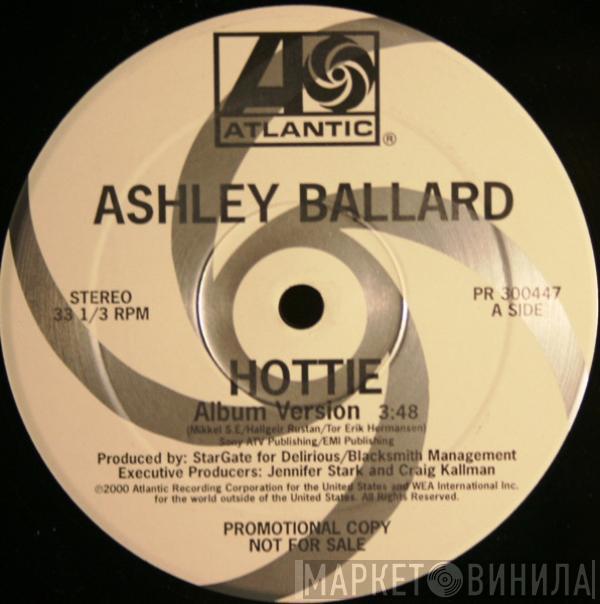 ATLANTIC®
ASHLEY BALLARD
STEREO
33 1/3 RPM
PR 300447
A SIDE
HOTTIE
Album Version 3:48
(Mikkel S.E/Hallgeir Rustan/Tor Erik Hermansen)
Sony ATV Publishing/EMI Publishing
Produced by: StarGate for Delirious/Blacksmith Management
Executive Producers: Jennifer Stark and Craig Kallman
℗2000 Atlantic Recording Corporation for the United States and WEA International Inc.
for the world outside of the United States. All Rights Reserved.
PROMOTIONAL COPY
NOT FOR SALE
МАРКЕТ ВИНИЛА